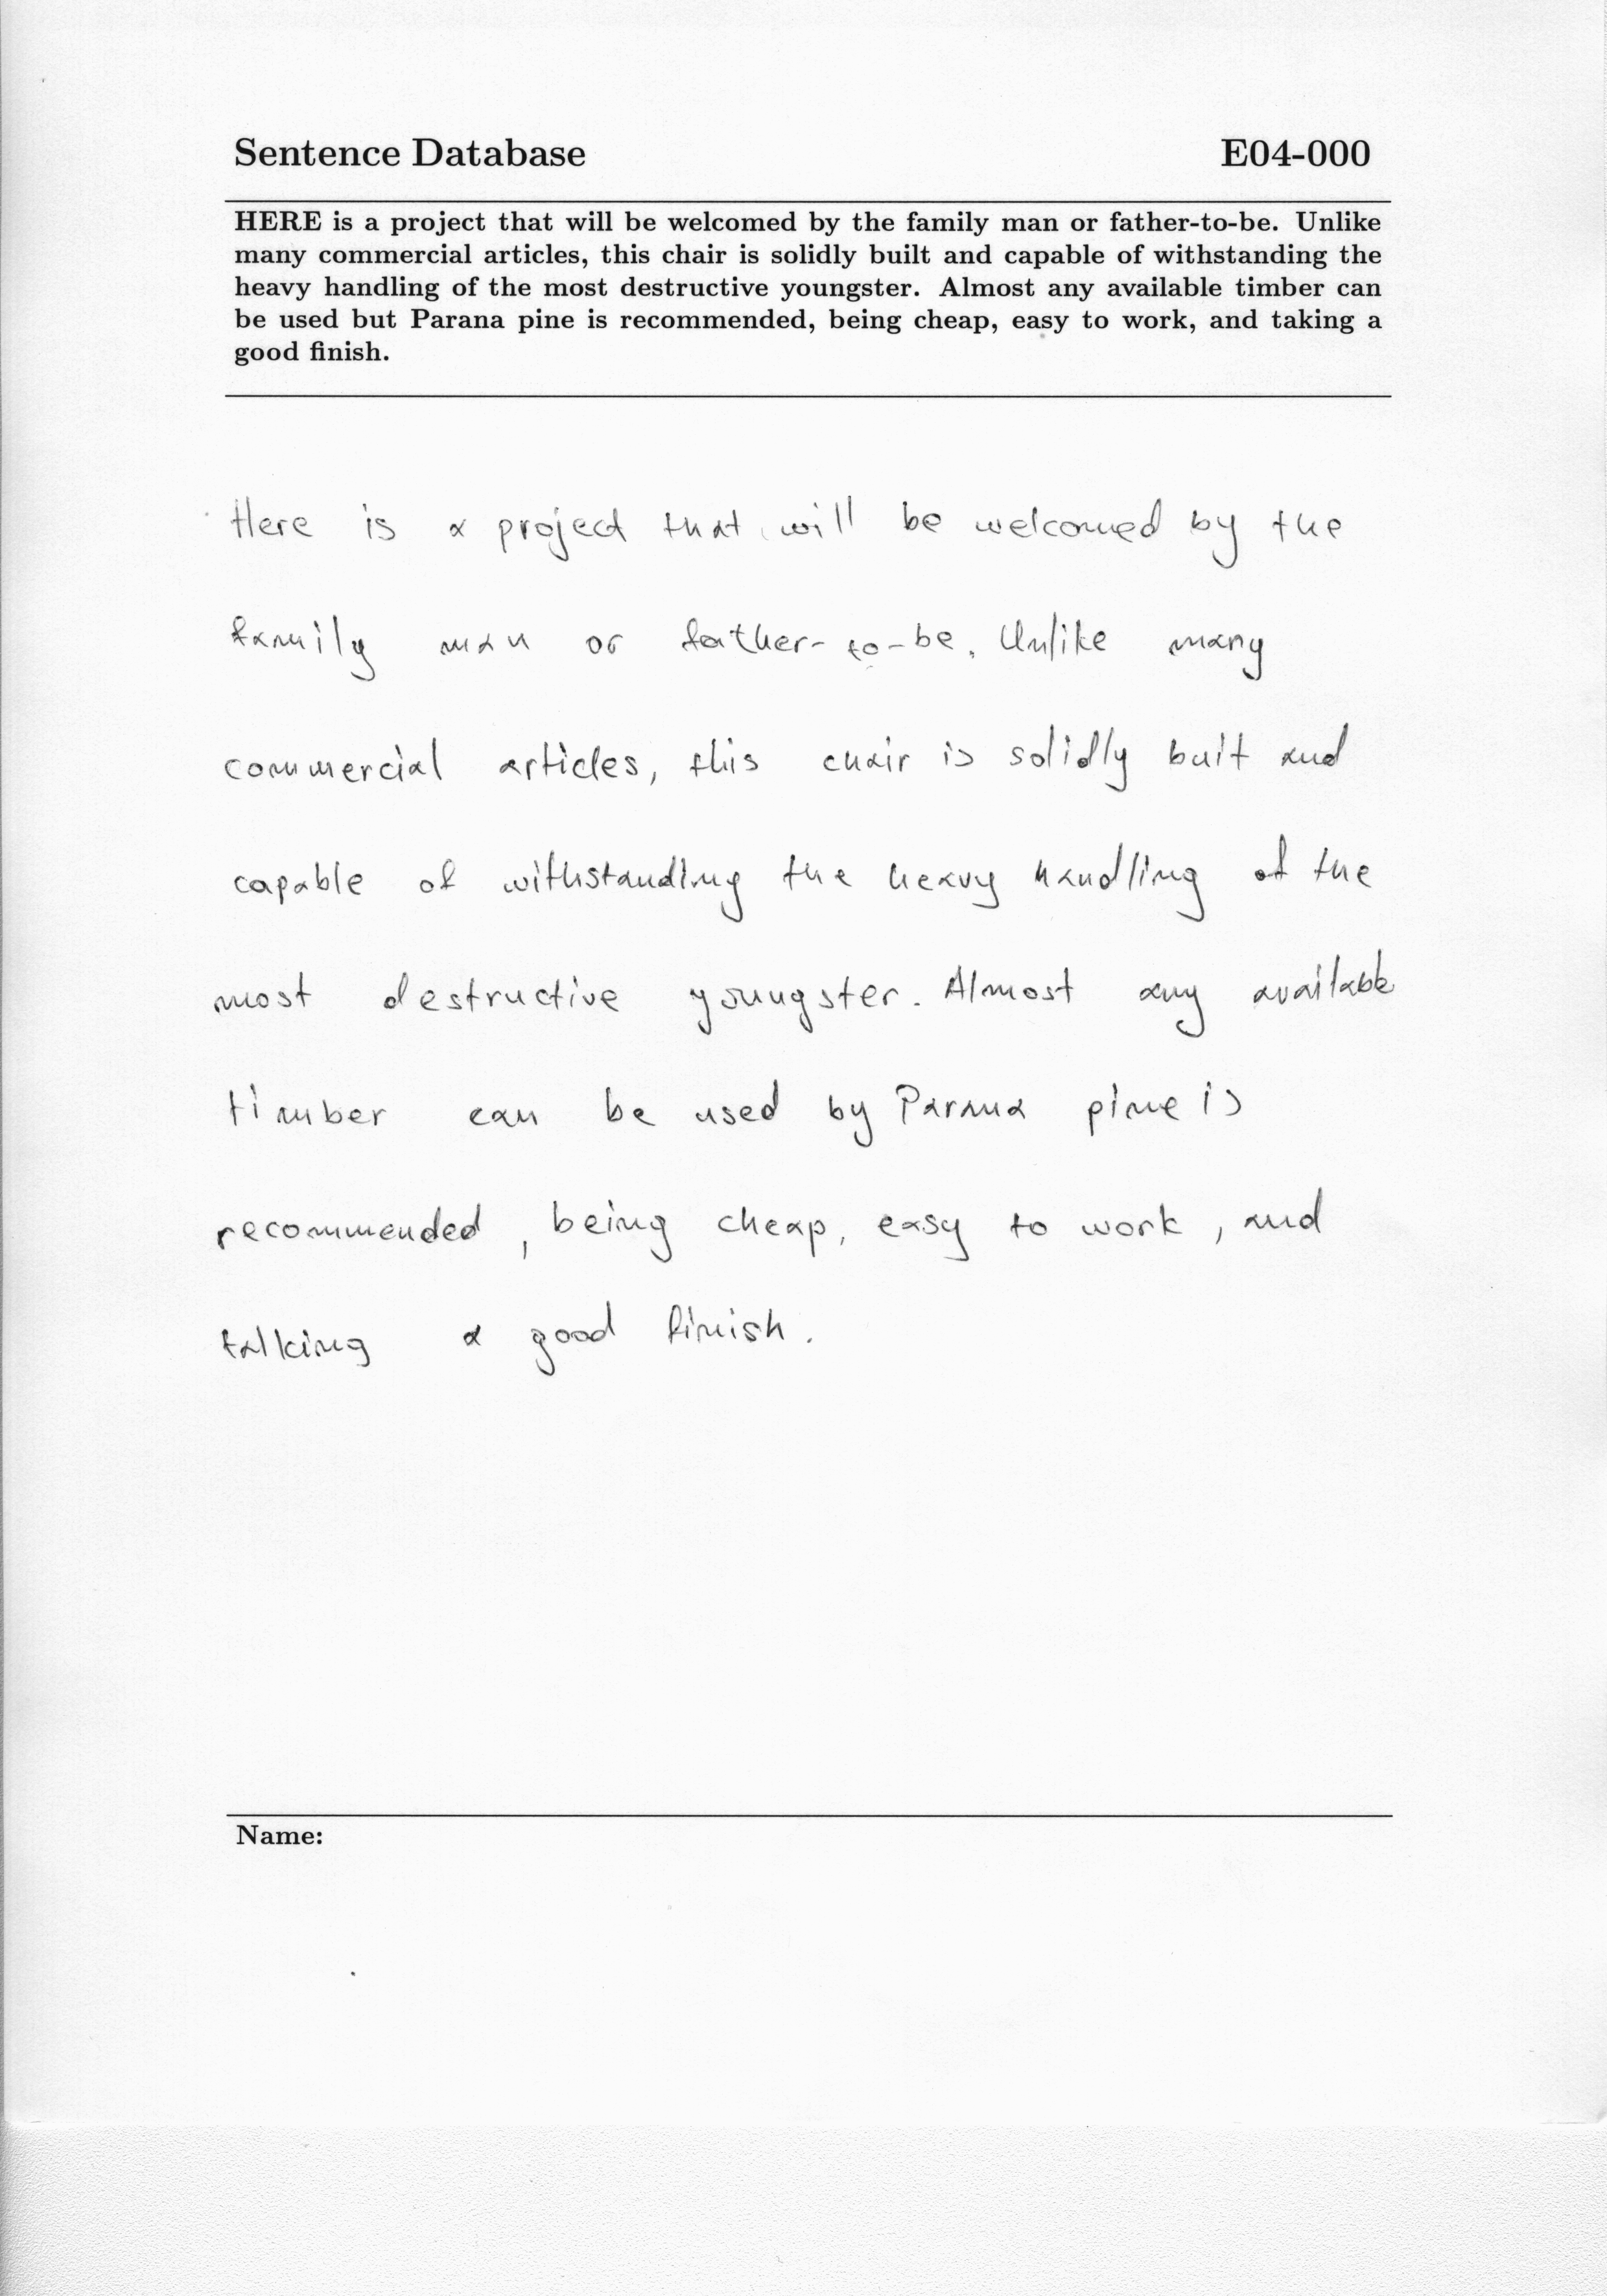 Sentence Database E04-000
HERE is a project that will be welcomed by the family man or father-to-be. Unlike
many commercial articles, this chair is solidly built and capable of withstanding the
heavy handling of the most destructive youngster. Almost any available timber can
be used but Parana pine is recommended, being cheap, easy to work, and taking a
good finish.
Here is a project that will be welcomed by the
family man or father-to-be. Unlike many
commercial articles, this chair is solidly built and
capable of withstanding the heavy handling of the
most destructive youngster. Almost any available
timber can be used by Parana pine is
recommended, being cheap, easy to work, and
talking a good finish.
Name: